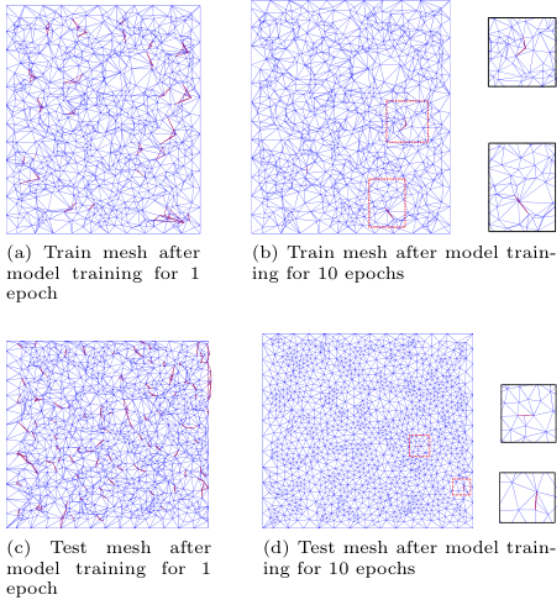 (a) Train mesh after
model training for 1
epoch
(b) Train mesh after model train-
ing for 10 epochs
(c) Test mesh after
model training for 1
epoch
(d) Test mesh after model train-
ing for 10 epochs